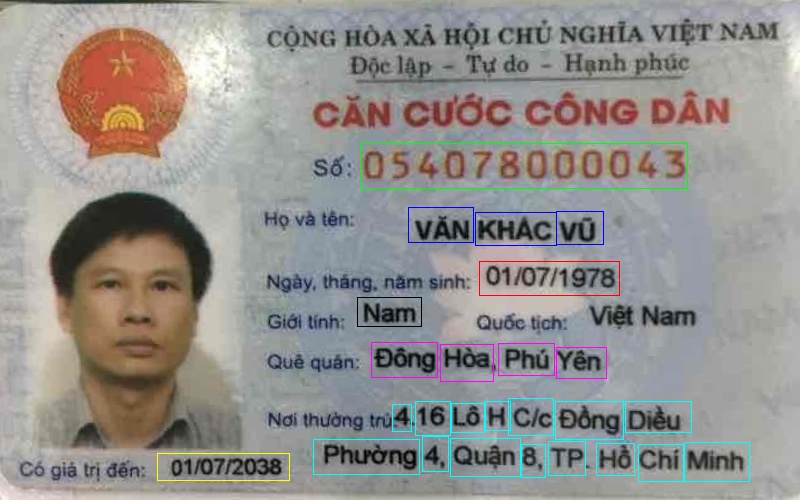 CỘNG HÒA XÃ HỘI CHỦ NGHĨA VIỆT NAM
Độc lập - Tự do - Hạnh phúc
CĂN CƯỚC CÔNG DÂN
Số: 054078000043
Họ và tên: VĂN KHẮC VŨ
Ngày, tháng, năm sinh: 01/07/1978
Giới tính: Nam Quốc tịch: Việt Nam
Quê quán: Đông Hòa, Phú Yên
Nơi thường trú: 4.16 Lô H C/c Đồng Diều
Phường 4, Quận 8, TP. Hồ Chí Minh
Có giá trị đến: 01/07/2038